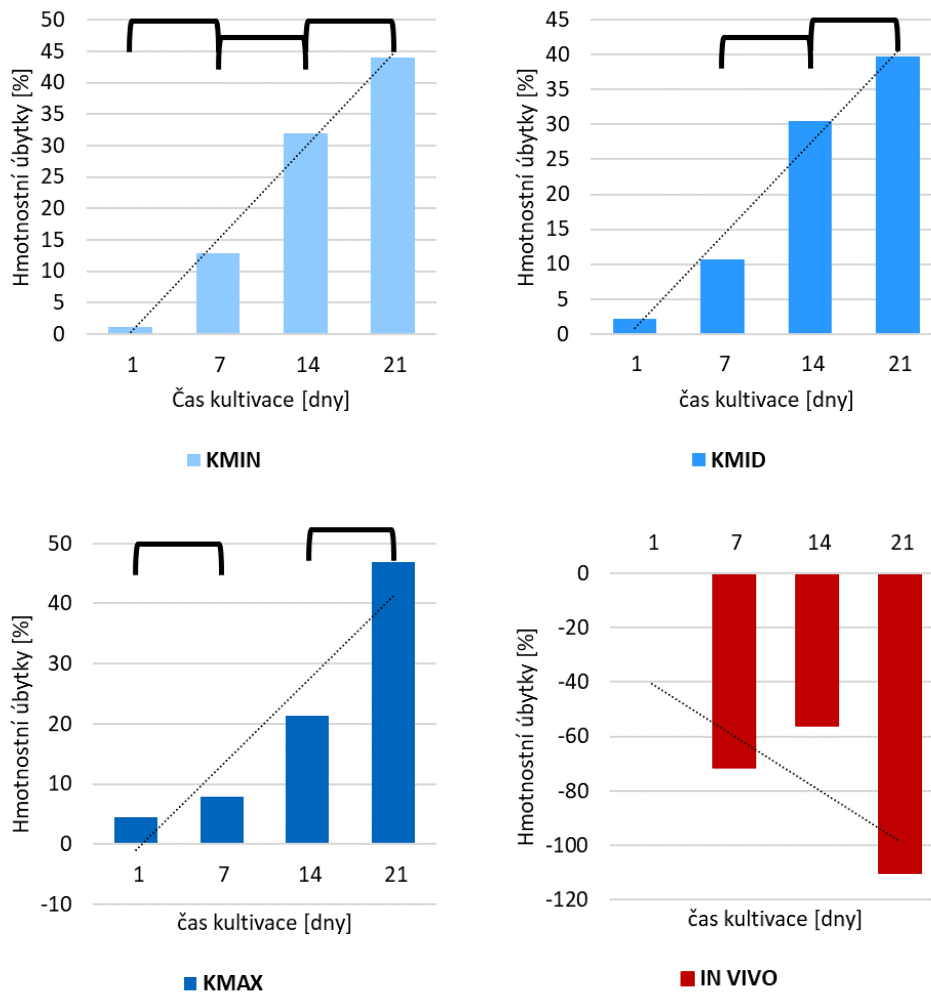 50
45
40
35
30
25
20
15
10
5
0
Hmotnostní úbytky [%]
1 7 14 21
Čas kultivace [dny]
KMIN
45
40
35
30
25
20
15
10
5
0
Hmotnostní úbytky [%]
1 7 14 21
čas kultivace [dny]
KMID
50
40
30
20
10
0
-10
Hmotnostní úbytky [%]
1 7 14 21
čas kultivace [dny]
KMAX
1 7 14 21
0
-20
-40
-60
-80
-100
-120
Hmotnostní úbytky [%]
čas kultivace [dny]
IN VIVO